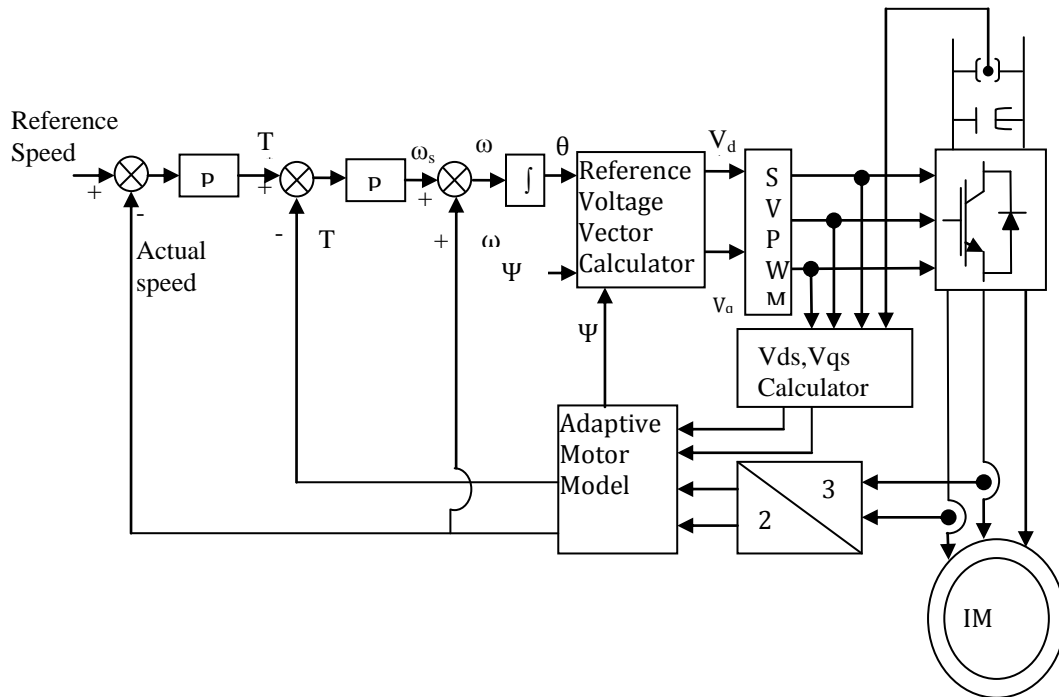 Reference
Speed
+
-
Actual
speed
T
+
-
T
ωs
+
+
ω
ω
∫
θ
Ψ
Reference
Voltage
Vector
Calculator
Ψ
Vd
S
V
P
W
M
Vds,Vqs
Calculator
Adaptive
Motor
Model
3
2
IM